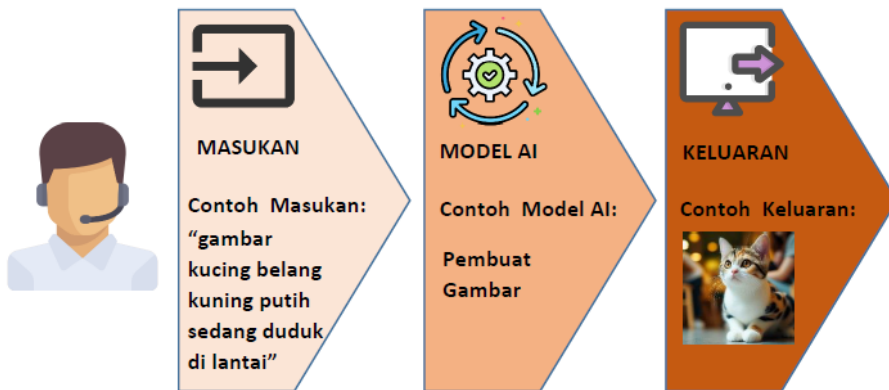 MASUKAN
Contoh Masukan:
“gambar
kucing belang
kuning putih
sedang duduk
di lantai”
MODEL AI
Contoh Model AI:
Pembuat
Gambar
KELUARAN
Contoh Keluaran: